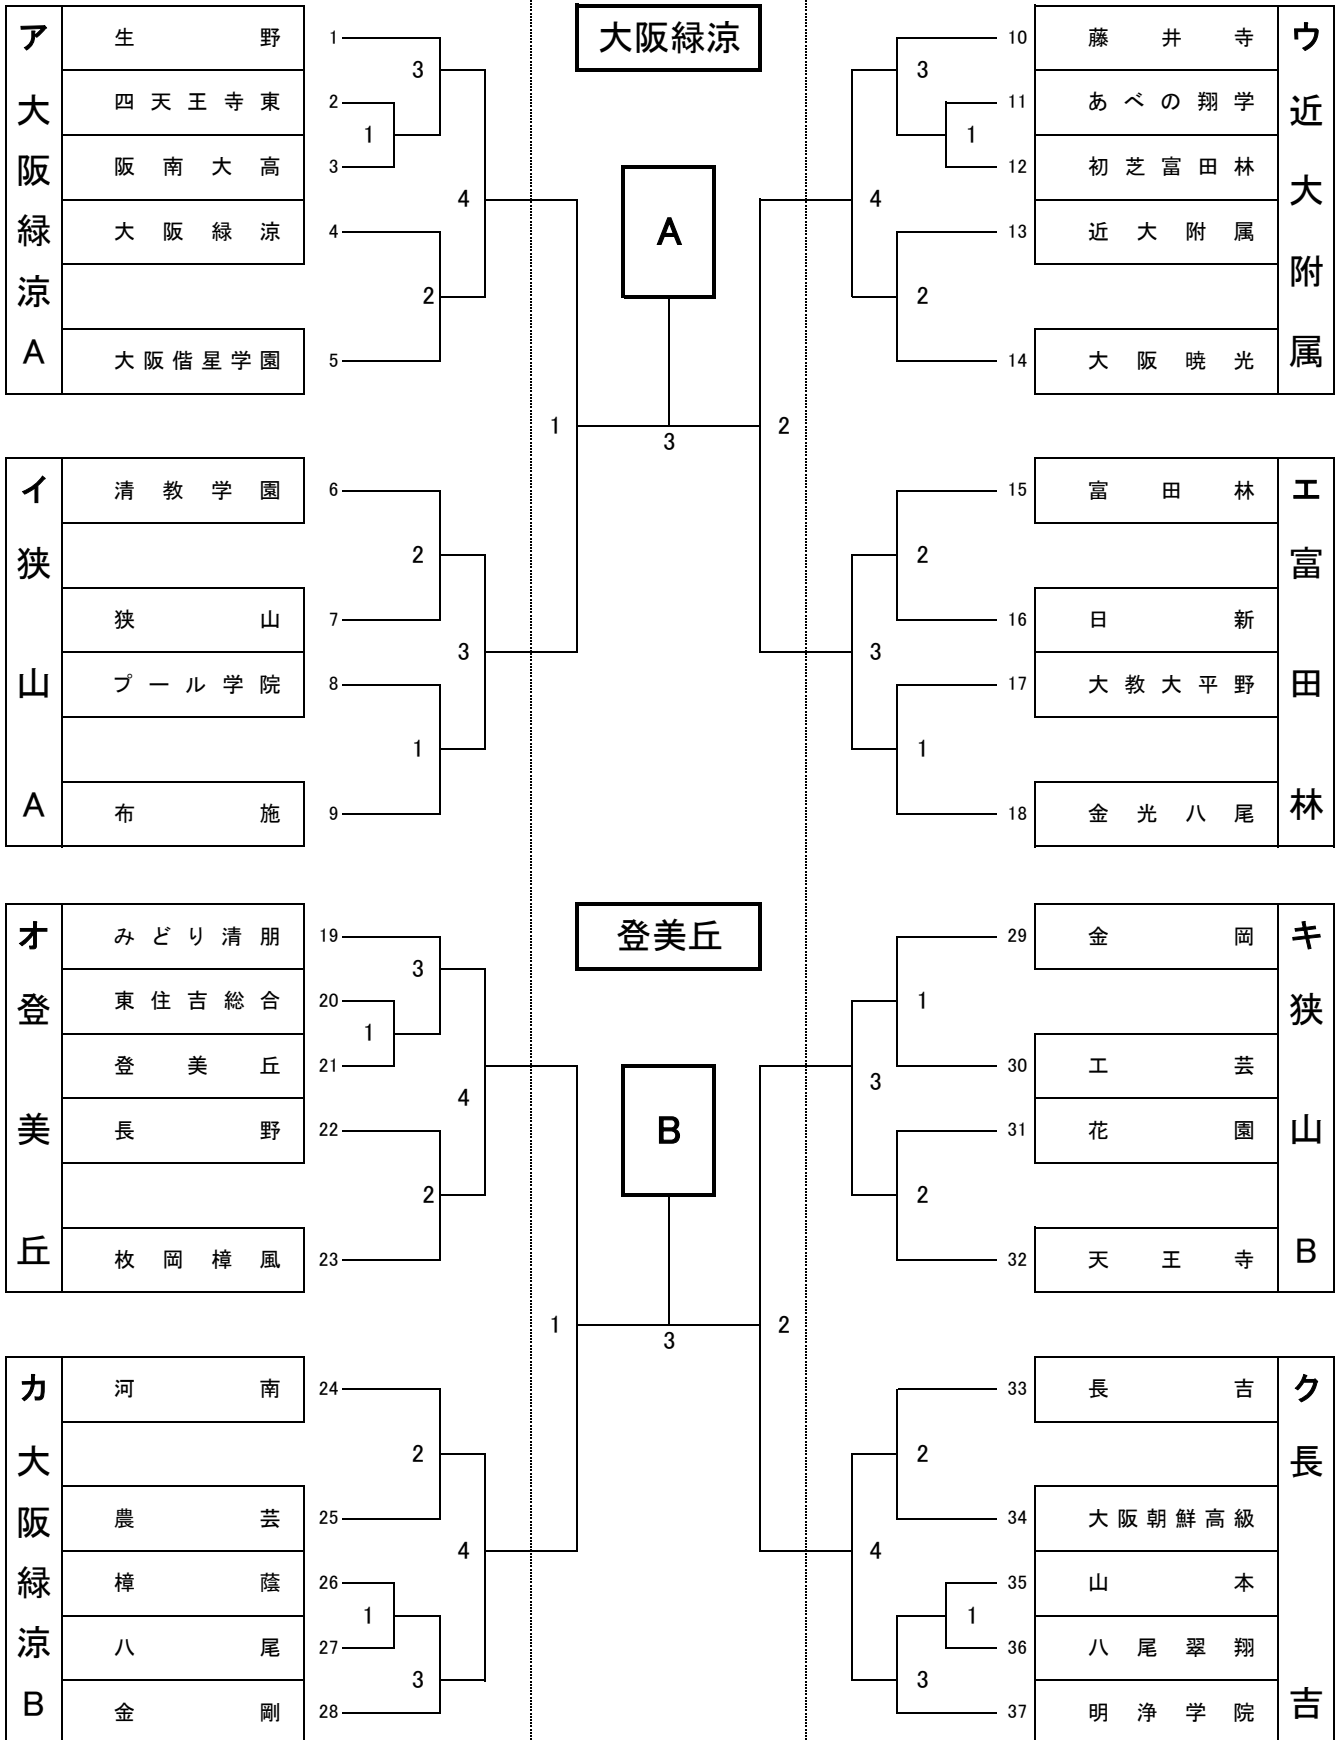 大阪緑涼
ア 大阪緑涼A
生野 1
四天王寺東 2
阪南大高 3
大阪緑涼 4
大阪偕星学園 5
3
1
4
2
イ 狭山A
清教学園 6
狭山 7
プール学院 8
布施 9
2
3
1
1
A
3
2
ウ 近大附属
10 藤井寺
11 あべの翔学
12 初芝富田林
13 近大附属
14 大阪暁光
3
1
4
2
エ 富田林
15 富田林
16 日新
17 大教大平野
18 金光八尾
2
3
1
登美丘
オ 登美丘
みどり清朋 19
東住吉総合 20
登美丘 21
長野 22
枚岡樟風 23
3
1
4
2
カ 大阪緑涼B
河南 24
農芸 25
樟蔭 26
八尾 27
金剛 28
2
4
1
3
1
B
3
2
キ 狭山B
29 金岡
30 工芸
31 花園
32 天王寺
1
3
2
ク 長吉
33 長吉
34 大阪朝鮮高級
35 山本
36 八尾翠翔
37 明浄学院
2
4
1
3